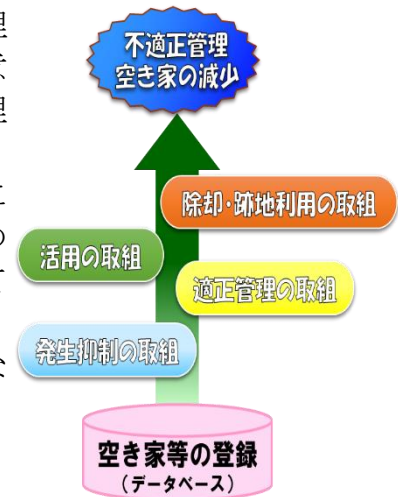 不適正管理
空き家の減少
除却・跡地利用の取組
活用の取組
適正管理の取組
発生抑制の取組
空き家等の登録
（データベース）